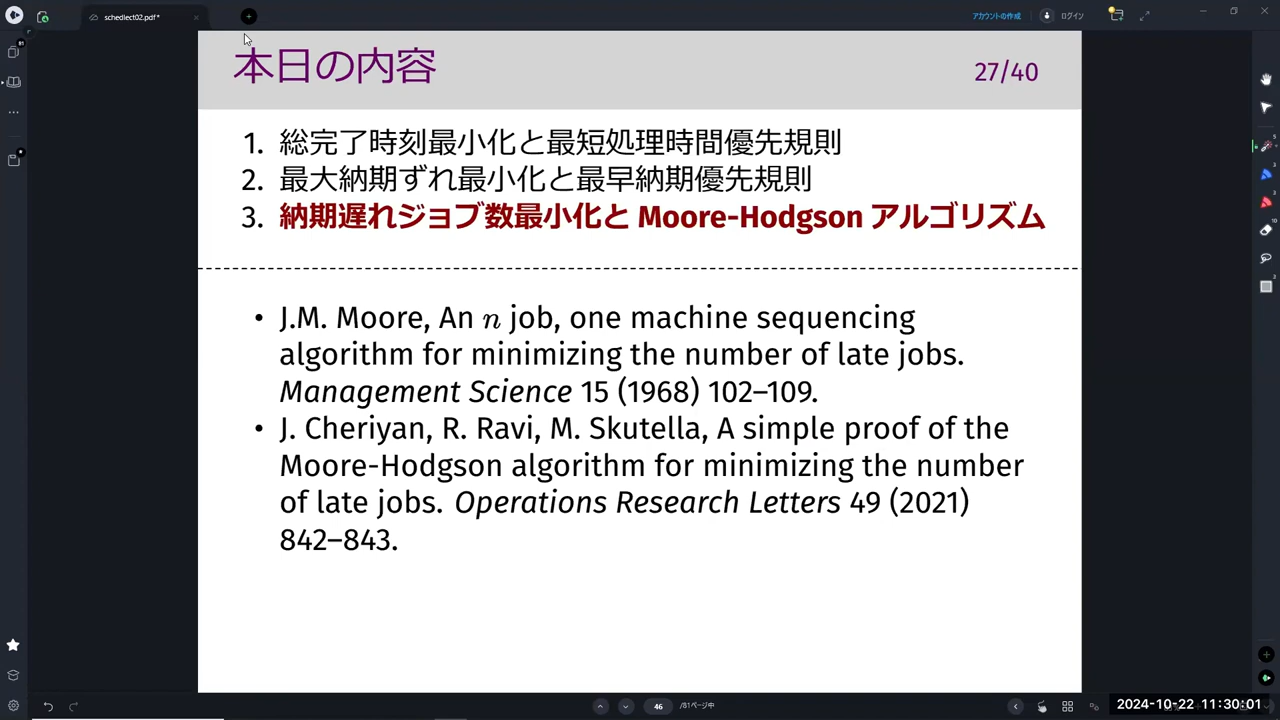 schedlect02.pdf*
アカウントの作成
ログイン
本日の内容
27/40
1. 総完了時刻最小化と最短処理時間優先規則
2. 最大納期ずれ最小化と最早納期優先規則
3. 納期遅れジョブ数最小化と Moore-Hodgson アルゴリズム
• J.M. Moore, An n job, one machine sequencing
algorithm for minimizing the number of late jobs.
Management Science 15 (1968) 102–109.
• J. Cheriyan, R. Ravi, M. Skutella, A simple proof of the
Moore-Hodgson algorithm for minimizing the number
of late jobs. Operations Research Letters 49 (2021)
842–843.
46
/81ページ中
2024-10-22 11:30:01